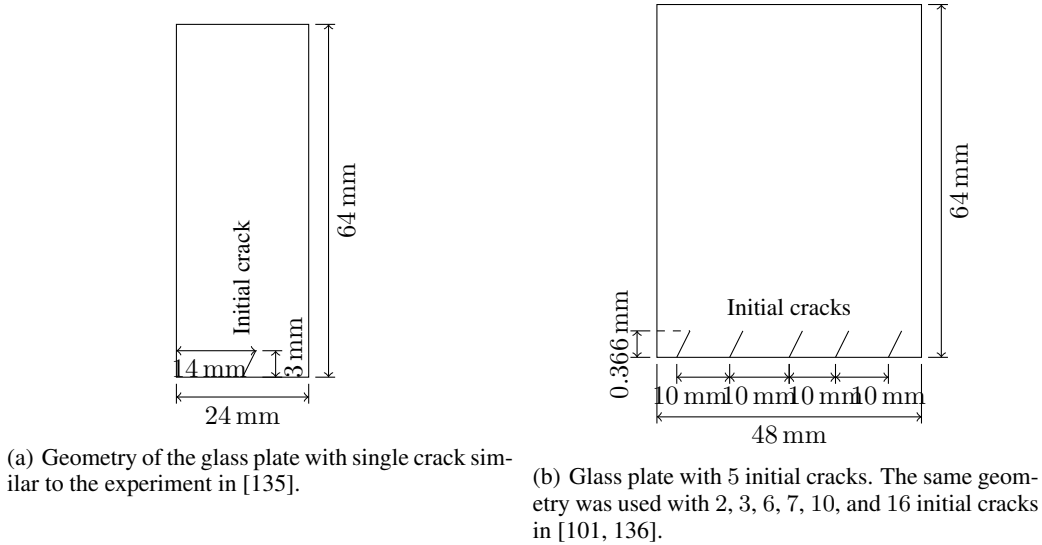 64 mm
Initial crack
14 mm
3 mm
24 mm
(a) Geometry of the glass plate with single crack sim-
ilar to the experiment in [135].
64 mm
Initial cracks
0.366 mm
10 mm 10 mm 10 mm 10 mm
48 mm
(b) Glass plate with 5 initial cracks. The same geom-
etry was used with 2, 3, 6, 7, 10, and 16 initial cracks
in [101, 136].